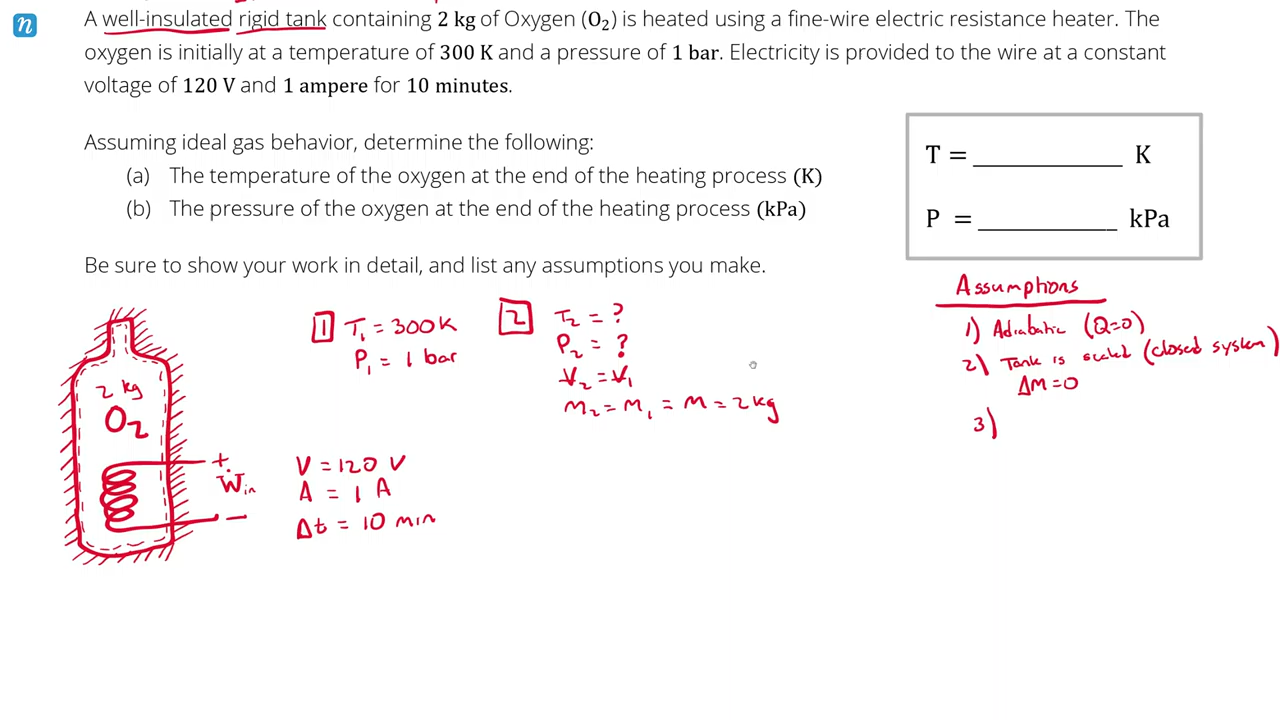 n
A well-insulated rigid tank containing 2 kg of Oxygen (O₂) is heated using a fine-wire electric resistance heater. The
oxygen is initially at a temperature of 300 K and a pressure of 1 bar. Electricity is provided to the wire at a constant
voltage of 120 V and 1 ampere for 10 minutes.
Assuming ideal gas behavior, determine the following:
(a) The temperature of the oxygen at the end of the heating process (K)
(b) The pressure of the oxygen at the end of the heating process (kPa)
Be sure to show your work in detail, and list any assumptions you make.
T = ____________ K
P = ____________ kPa
Assumptions
1) Adiabatic (Q=0)
2) Tank is sealed (closed system)
ΔM=0
3)
1 T₁ = 300K
P₁ = 1 bar
2 T₂ = ?
P₂ = ?
V₂ = V₁
M₂ = M₁ = M = 2 kg
2 kg
O₂
+
Ẇin
–
V = 120 V
A = 1 A
Δt = 10 min